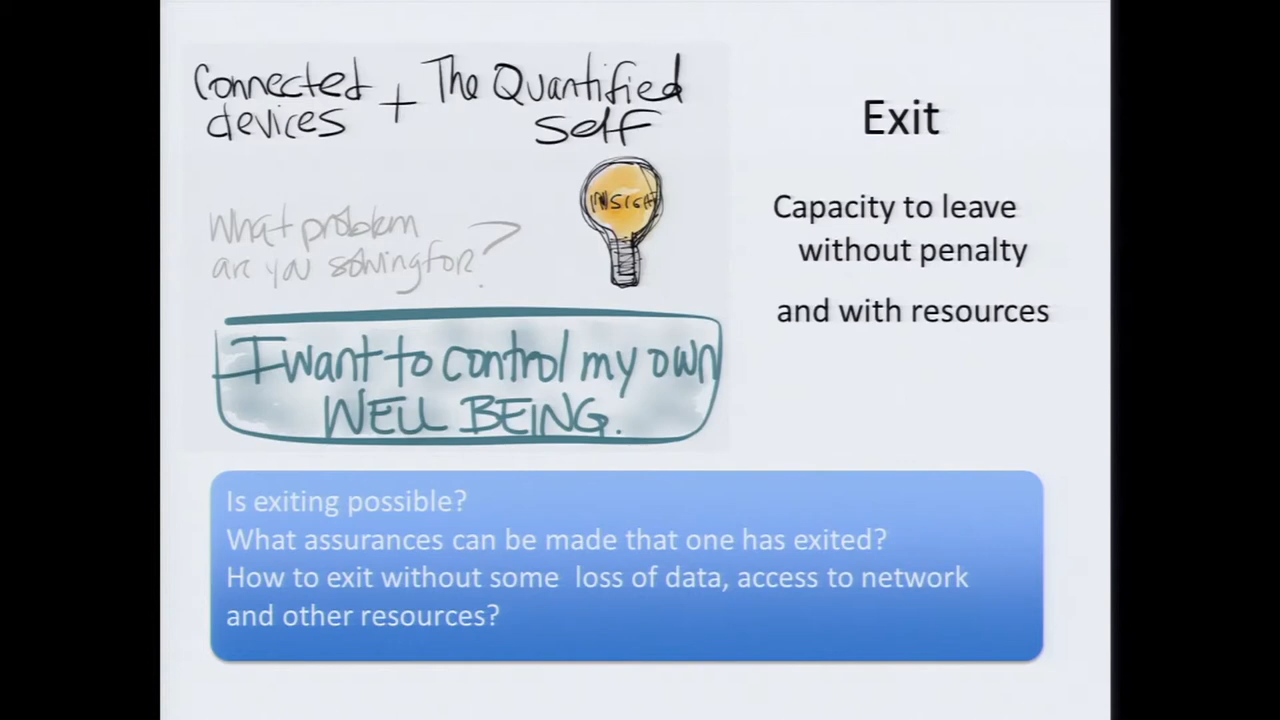 Connected
devices
+
The Quantified
Self
INSIGHT
What problem
are you solving for?
I want to control my own
WELL BEING.
Exit
Capacity to leave
without penalty
and with resources
Is exiting possible?
What assurances can be made that one has exited?
How to exit without some  loss of data, access to network
and other resources?